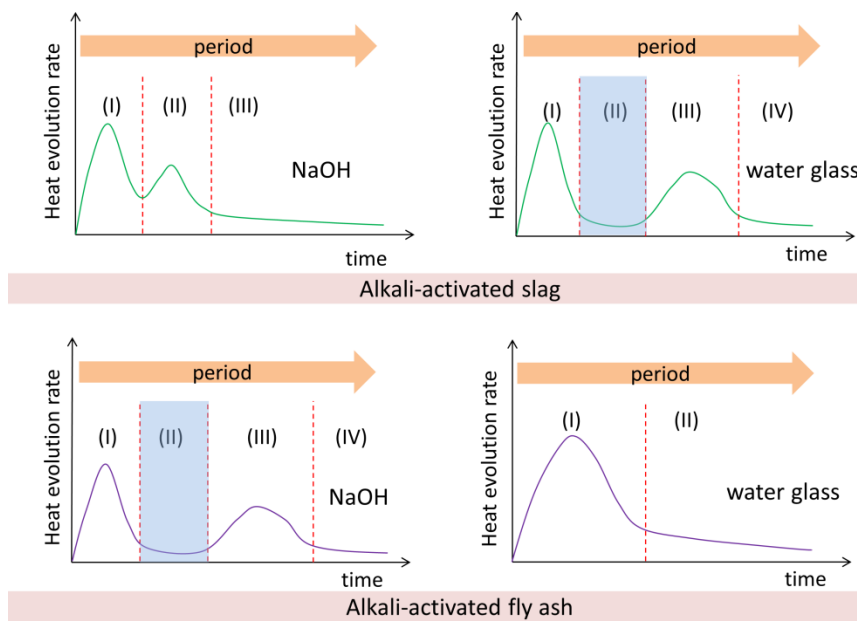 Heat evolution rate
period
(I)
(II)
(III)
NaOH
time
Heat evolution rate
period
(I)
(II)
(III)
(IV)
water glass
time
Alkali-activated slag
Heat evolution rate
period
(I)
(II)
(III)
(IV)
NaOH
time
Heat evolution rate
period
(I)
(II)
water glass
time
Alkali-activated fly ash